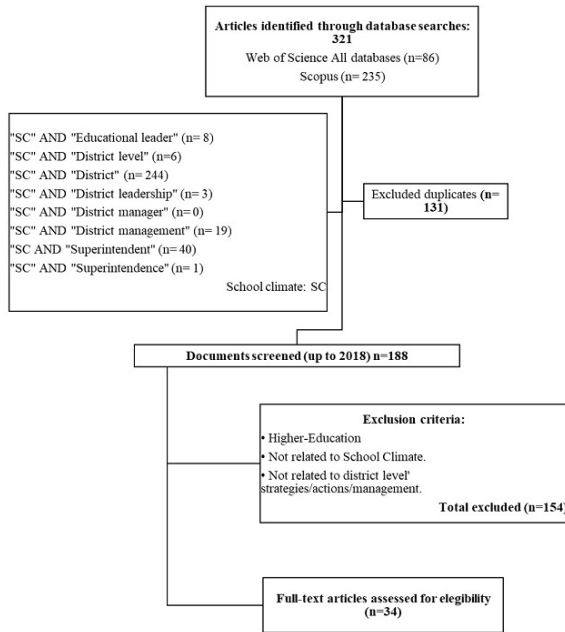 Articles identified through database searches:
321
Web of Science All databases (n=86)
Scopus (n= 235)
"SC" AND "Educational leader" (n= 8)
"SC" AND "District level" (n=6)
"SC" AND "District" (n= 244)
"SC" AND "District leadership" (n= 3)
"SC" AND "District manager" (n= 0)
"SC" AND "District management" (n= 19)
"SC AND "Superintendent" (n= 40)
"SC" AND "Superintendence" (n= 1)
School climate: SC
Excluded duplicates (n=
131)
Documents screened (up to 2018) n=188
Exclusion criteria:
• Higher-Education
• Not related to School Climate.
• Not related to district level'
strategies/actions/management.
Total excluded (n=154)
Full-text articles assessed for elegibility
(n=34)